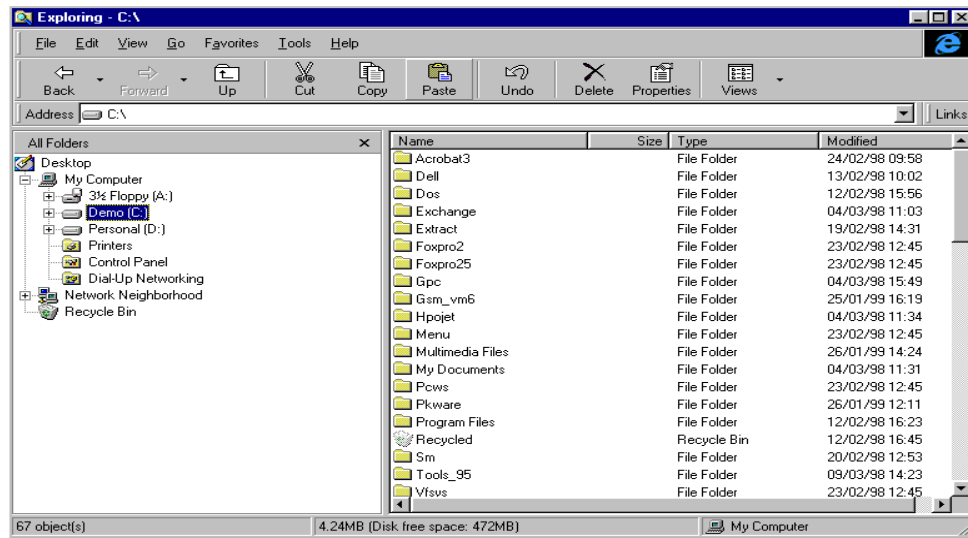 Exploring - C:\
File Edit View Go Favorites Tools Help
Back Forward Up Cut Copy Paste Undo Delete Properties Views
Address C:\ Links
All Folders
Desktop
My Computer
3½ Floppy (A:)
Demo (C:)
Personal (D:)
Printers
Control Panel
Dial-Up Networking
Network Neighborhood
Recycle Bin
Name Size Type Modified
Acrobat3 File Folder 24/02/98 09:58
Dell File Folder 13/02/98 10:02
Dos File Folder 12/02/98 15:56
Exchange File Folder 04/03/98 11:03
Extract File Folder 19/02/98 14:31
Foxpro2 File Folder 23/02/98 12:45
Foxpro25 File Folder 23/02/98 12:45
Gpc File Folder 04/03/98 15:49
Gsm_vm6 File Folder 25/01/99 16:19
Hpojet File Folder 04/03/98 11:34
Menu File Folder 23/02/98 12:45
Multimedia Files File Folder 26/01/99 14:24
My Documents File Folder 04/03/98 11:31
Pcws File Folder 23/02/98 12:45
Pkware File Folder 26/01/99 12:11
Program Files File Folder 12/02/98 16:23
Recycled Recycle Bin 12/02/98 16:45
Sm File Folder 20/02/98 12:53
Tools_95 File Folder 09/03/98 14:23
Vfsvs File Folder 23/02/98 12:45
67 object(s) 4.24MB (Disk free space: 472MB) My Computer